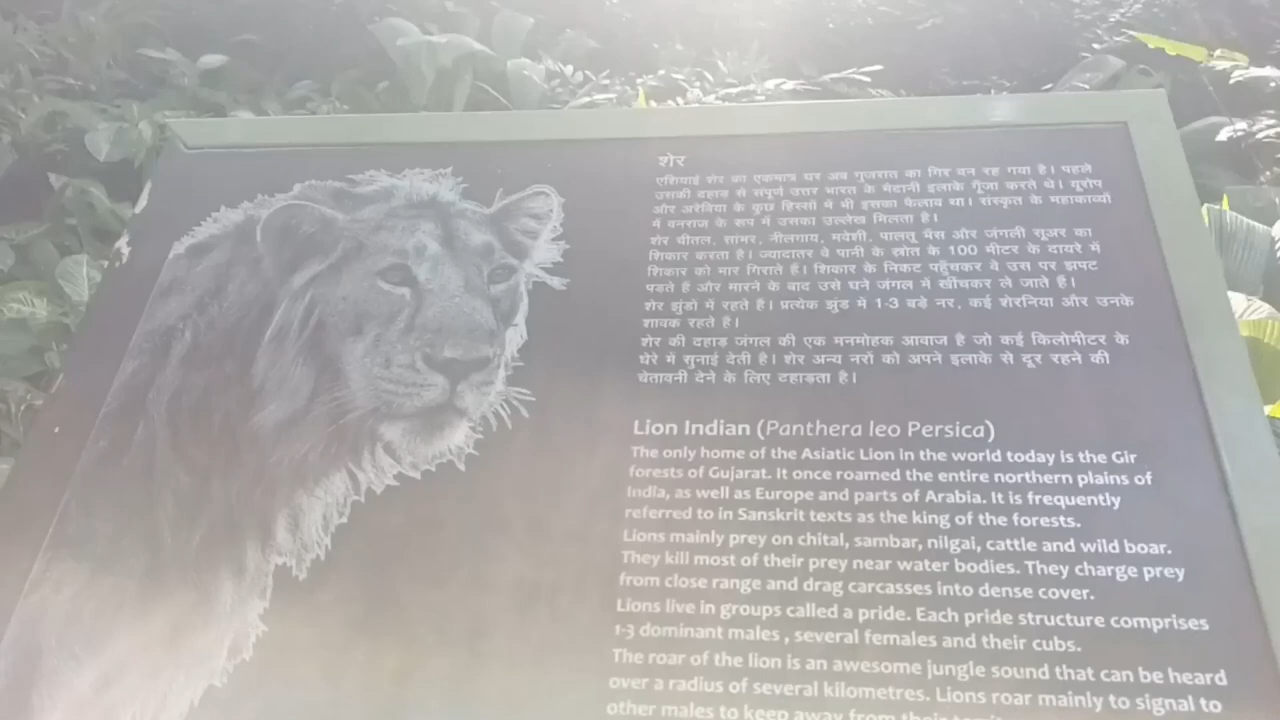 शेर
एशियाई शेर का एकमात्र घर अब गुजरात का गिर वन रह गया है। पहले
उसकी दहाड़ से संपूर्ण उत्तर भारत के मैदानी इलाके गूँजा करते थे। यूरोप
और अरेबिया के कुछ हिस्सों में भी इसका फैलाव था। संस्कृत के महाकाव्यों
में वनराज के रूप में उसका उल्लेख मिलता है।
शेर चीतल, सांमर, नीलगाय, मवेशी, पालतू भैंस और जंगली सूअर का
शिकार करता है। ज्यादातर वे पानी के स्त्रोत के 100 मीटर के दायरे में
शिकार को मार गिराते हैं। शिकार के निकट पहुँचकर वे उस पर झपट
पड़ते हैं और मारने के बाद उसे घने जंगल में खींचकर ले जाते हैं।
शेर झुंडों में रहते हैं। प्रत्येक झुंड में 1-3 बड़े नर, कई शेरनिया और उनके
शावक रहते हैं।
शेर की दहाड़ जंगल की एक मनमोहक आवाज है जो कई किलोमीटर के
घेरे में सुनाई देती है। शेर अन्य नरों को अपने इलाके से दूर रहने की
चेतावनी देने के लिए दहाड़ता है।
Lion Indian (Panthera leo Persica)
The only home of the Asiatic Lion in the world today is the Gir
forests of Gujarat. It once roamed the entire northern plains of
India, as well as Europe and parts of Arabia. It is frequently
referred to in Sanskrit texts as the king of the forests.
Lions mainly prey on chital, sambar, nilgai, cattle and wild boar.
They kill most of their prey near water bodies. They charge prey
from close range and drag carcasses into dense cover.
Lions live in groups called a pride. Each pride structure comprises
1-3 dominant males , several females and their cubs.
The roar of the lion is an awesome jungle sound that can be heard
over a radius of several kilometres. Lions roar mainly to signal to
other males to keep away from their